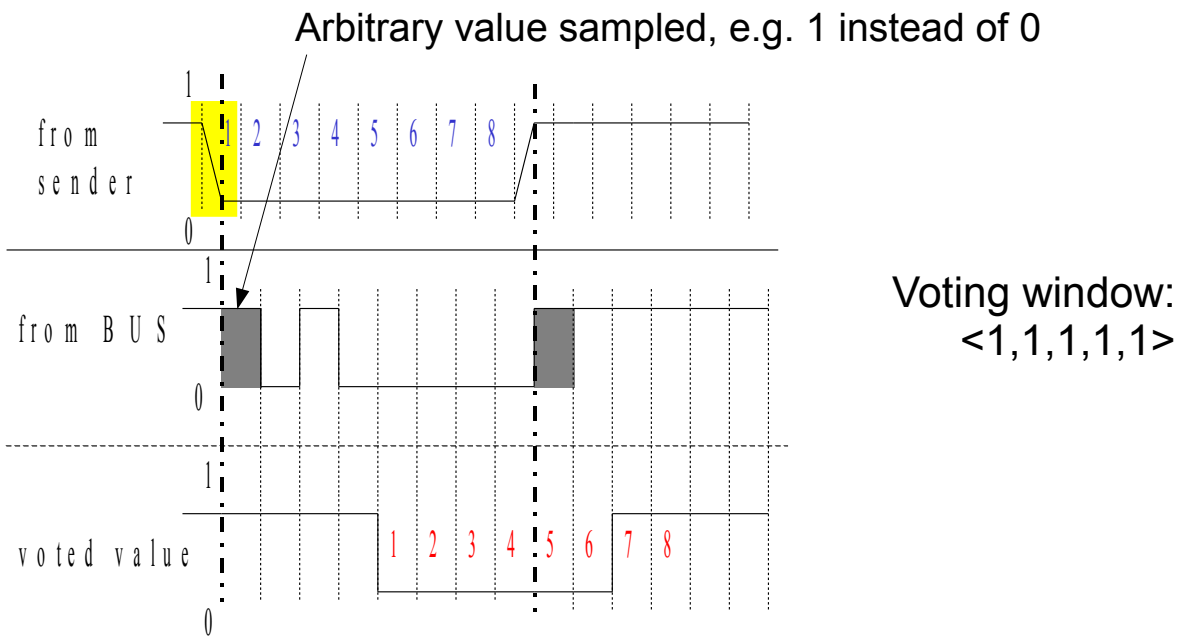 Arbitrary value sampled, e.g. 1 instead of 0
1
from
sender
1 2 3 4 5 6 7 8
0
1
from BUS
0
Voting window:
<1,1,1,1,1>
1
voted value
1 2 3 4 5 6 7 8
0